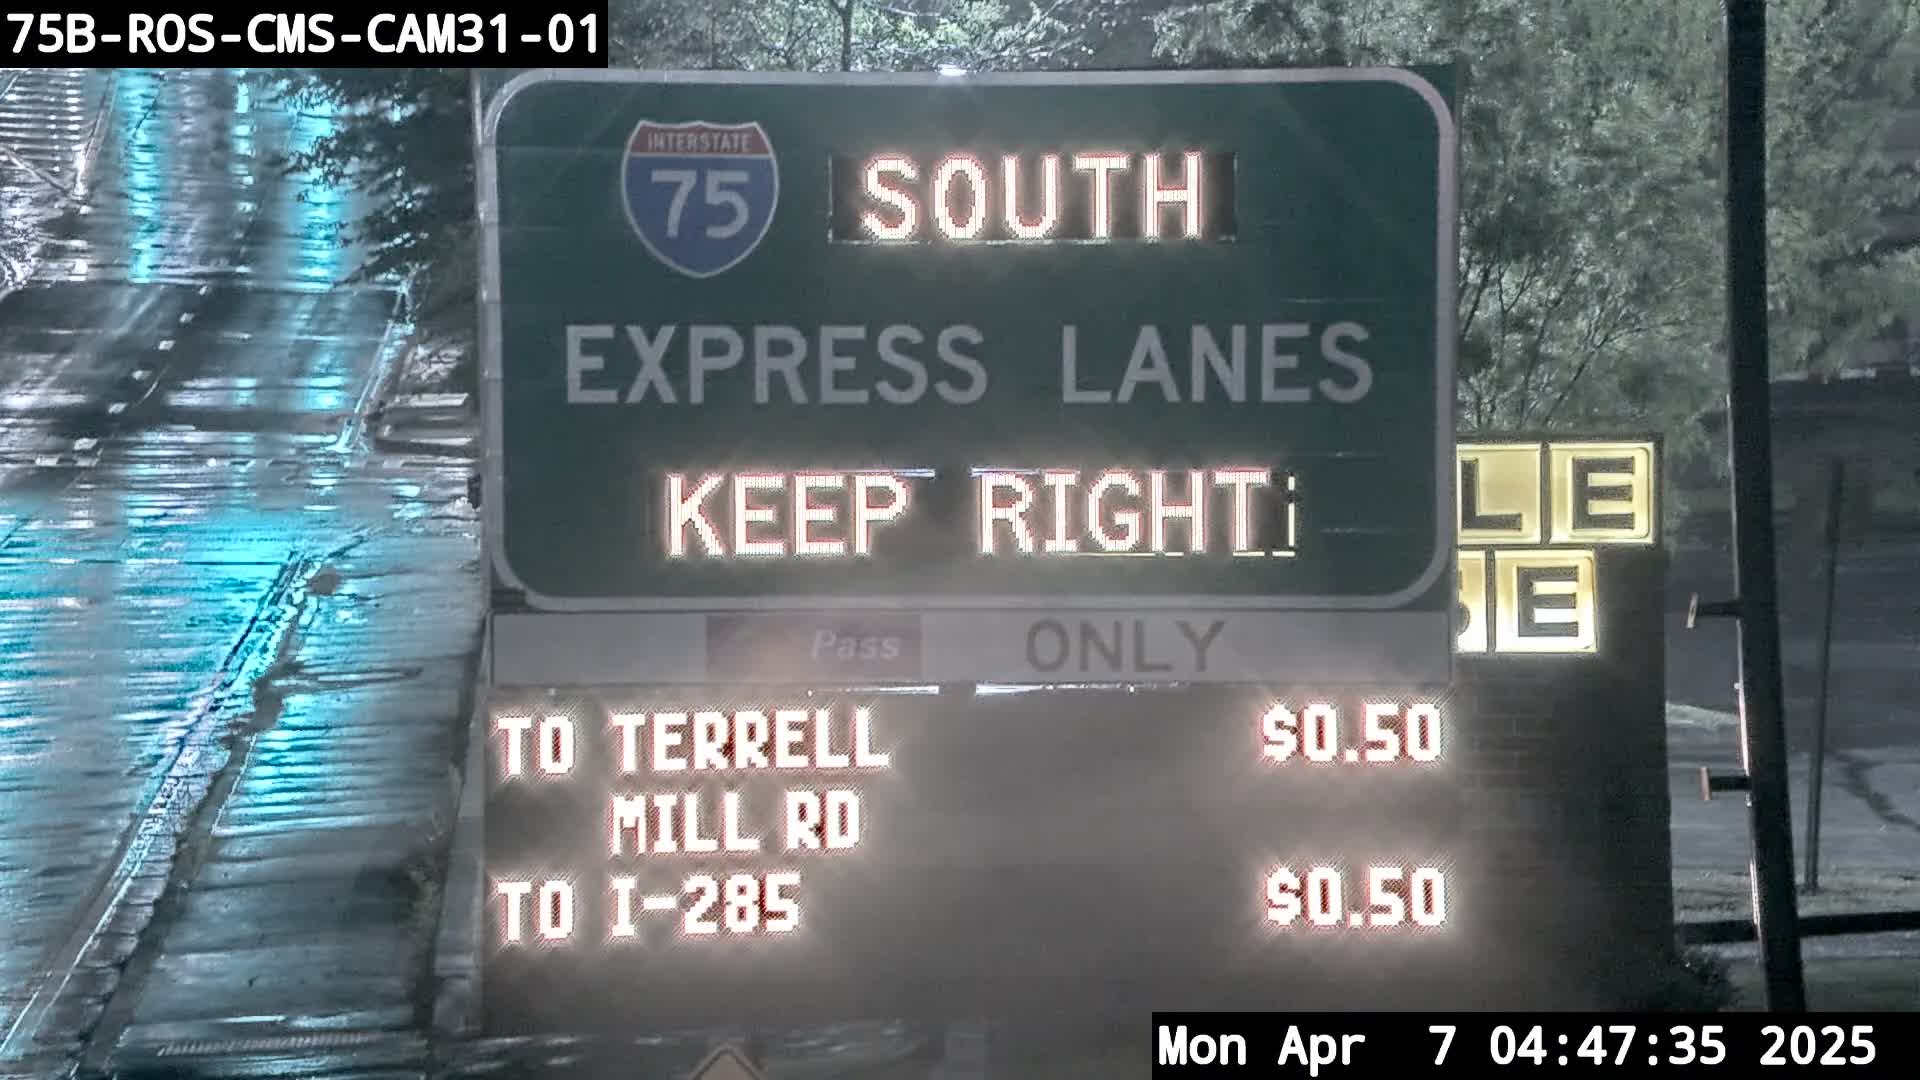 75B-ROS-CMS-CAM31-01
INTERSTATE
75
SOUTH
EXPRESS LANES
KEEP RIGHT
Pass ONLY
TO TERRELL $0.50
MILL RD
TO I-285 $0.50
LE
E
Mon Apr 7 04:47:35 2025